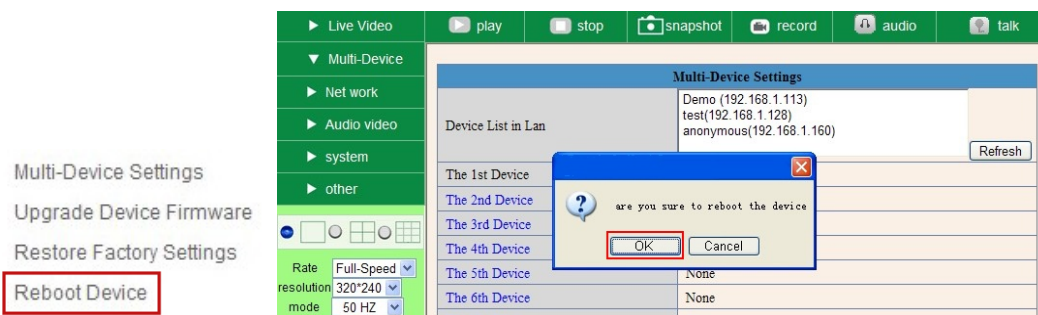 Multi-Device Settings
Upgrade Device Firmware
Restore Factory Settings
Reboot Device
Live Video
Multi-Device
Net work
Audio video
system
other
Rate Full-Speed
resolution 320*240
mode 50 HZ
play stop snapshot record audio talk
Multi-Device Settings
Device List in Lan
Demo (192.168.1.113)
test(192.168.1.128)
anonymous(192.168.1.160)
Refresh
The 1st Device
The 2nd Device
The 3rd Device
The 4th Device
The 5th Device None
The 6th Device None
are you sure to reboot the device
OK Cancel